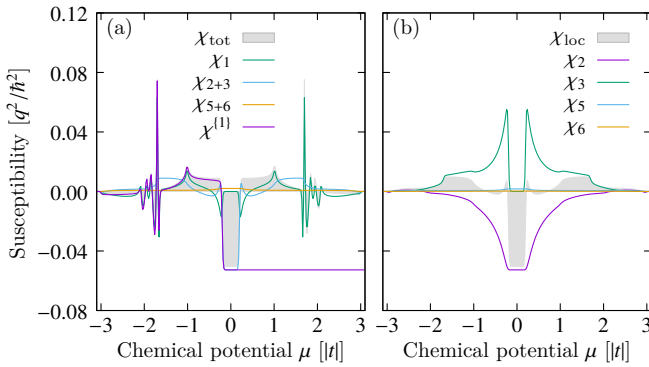 (a)
(b)
Susceptibility [q²/ħ²]
0.12
0.08
0.04
0.00
−0.04
−0.08
χtot
χ1
χ2+3
χ5+6
χ{1}
χloc
χ2
χ3
χ5
χ6
−3 −2 −1 0 1 2 3
−3 −2 −1 0 1 2 3
Chemical potential μ [|t|]
Chemical potential μ [|t|]